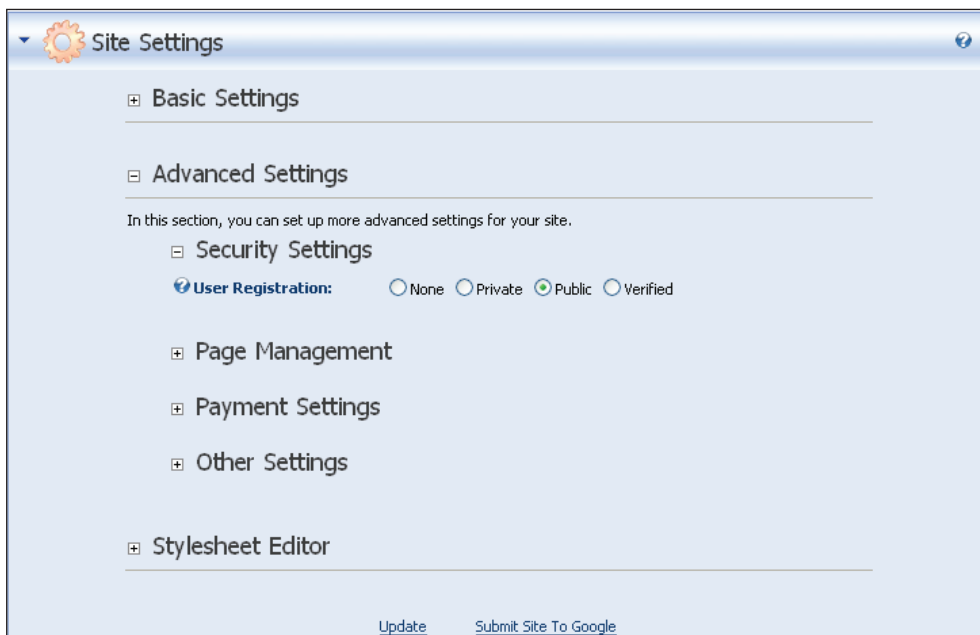 Site Settings
Basic Settings
Advanced Settings
In this section, you can set up more advanced settings for your site.
Security Settings
User Registration: None Private Public Verified
Page Management
Payment Settings
Other Settings
Stylesheet Editor
Update Submit Site To Google